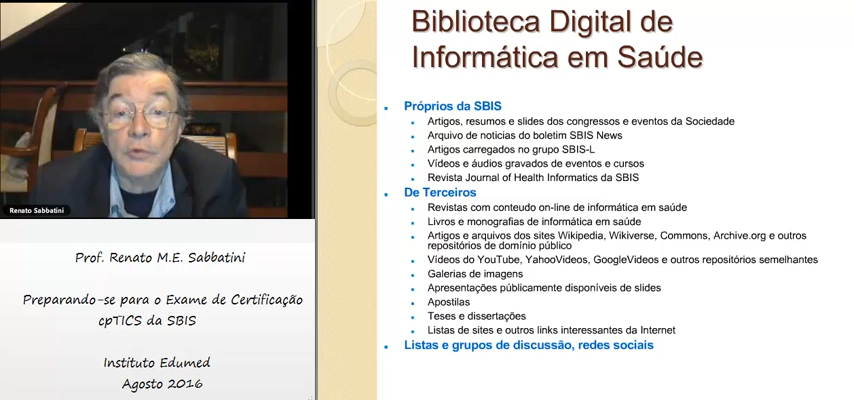 Renato Sabbatini
Prof. Renato M.E. Sabbatini
Preparando-se para o Exame de Certificação
cpTICS da SBIS
Instituto Edumed
Agosto 2016
Biblioteca Digital de
Informática em Saúde
Próprios da SBIS
Artigos, resumos e slides dos congressos e eventos da Sociedade
Arquivo de noticias do boletim SBIS News
Artigos carregados no grupo SBIS-L
Vídeos e áudios gravados de eventos e cursos
Revista Journal of Health Informatics da SBIS
De Terceiros
Revistas com conteudo on-line de informática em saúde
Livros e monografias de informática em saúde
Artigos e arquivos dos sites Wikipedia, Wikiverse, Commons, Archive.org e outros
repositórios de domínio público
Vídeos do YouTube, YahooVideos, GoogleVideos e outros repositórios semelhantes
Galerias de imagens
Apresentações públicamente disponíveis de slides
Apostilas
Teses e dissertações
Listas de sites e outros links interessantes da Internet
Listas e grupos de discussão, redes sociais